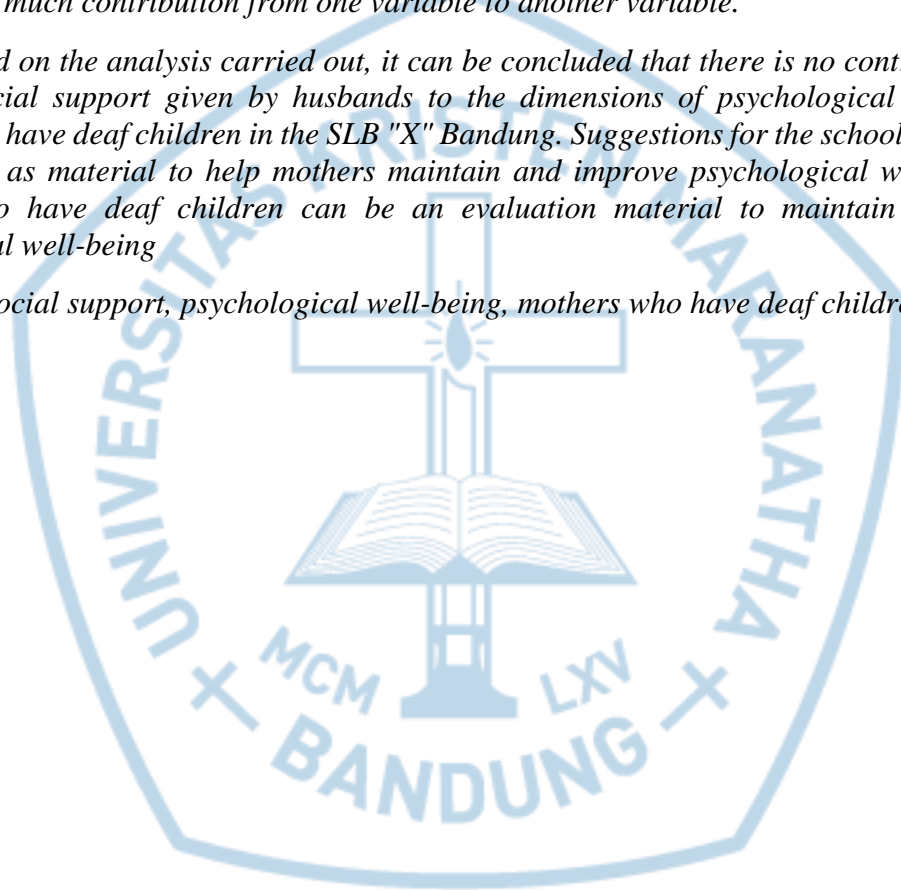 much contribution from one variable to another variable.
on the analysis carried out, it can be concluded that there is no cont
cial support given by husbands to the dimensions of psychological
have deaf children in the SLB "X" Bandung. Suggestions for the school
as material to help mothers maintain and improve psychological w
o have deaf children can be an evaluation material to maintain
al well-being
ocial support, psychological well-being, mothers who have deaf childre
UNIVERSITAS KRISTEN MARANATHA
MCM LXV
BANDUNG